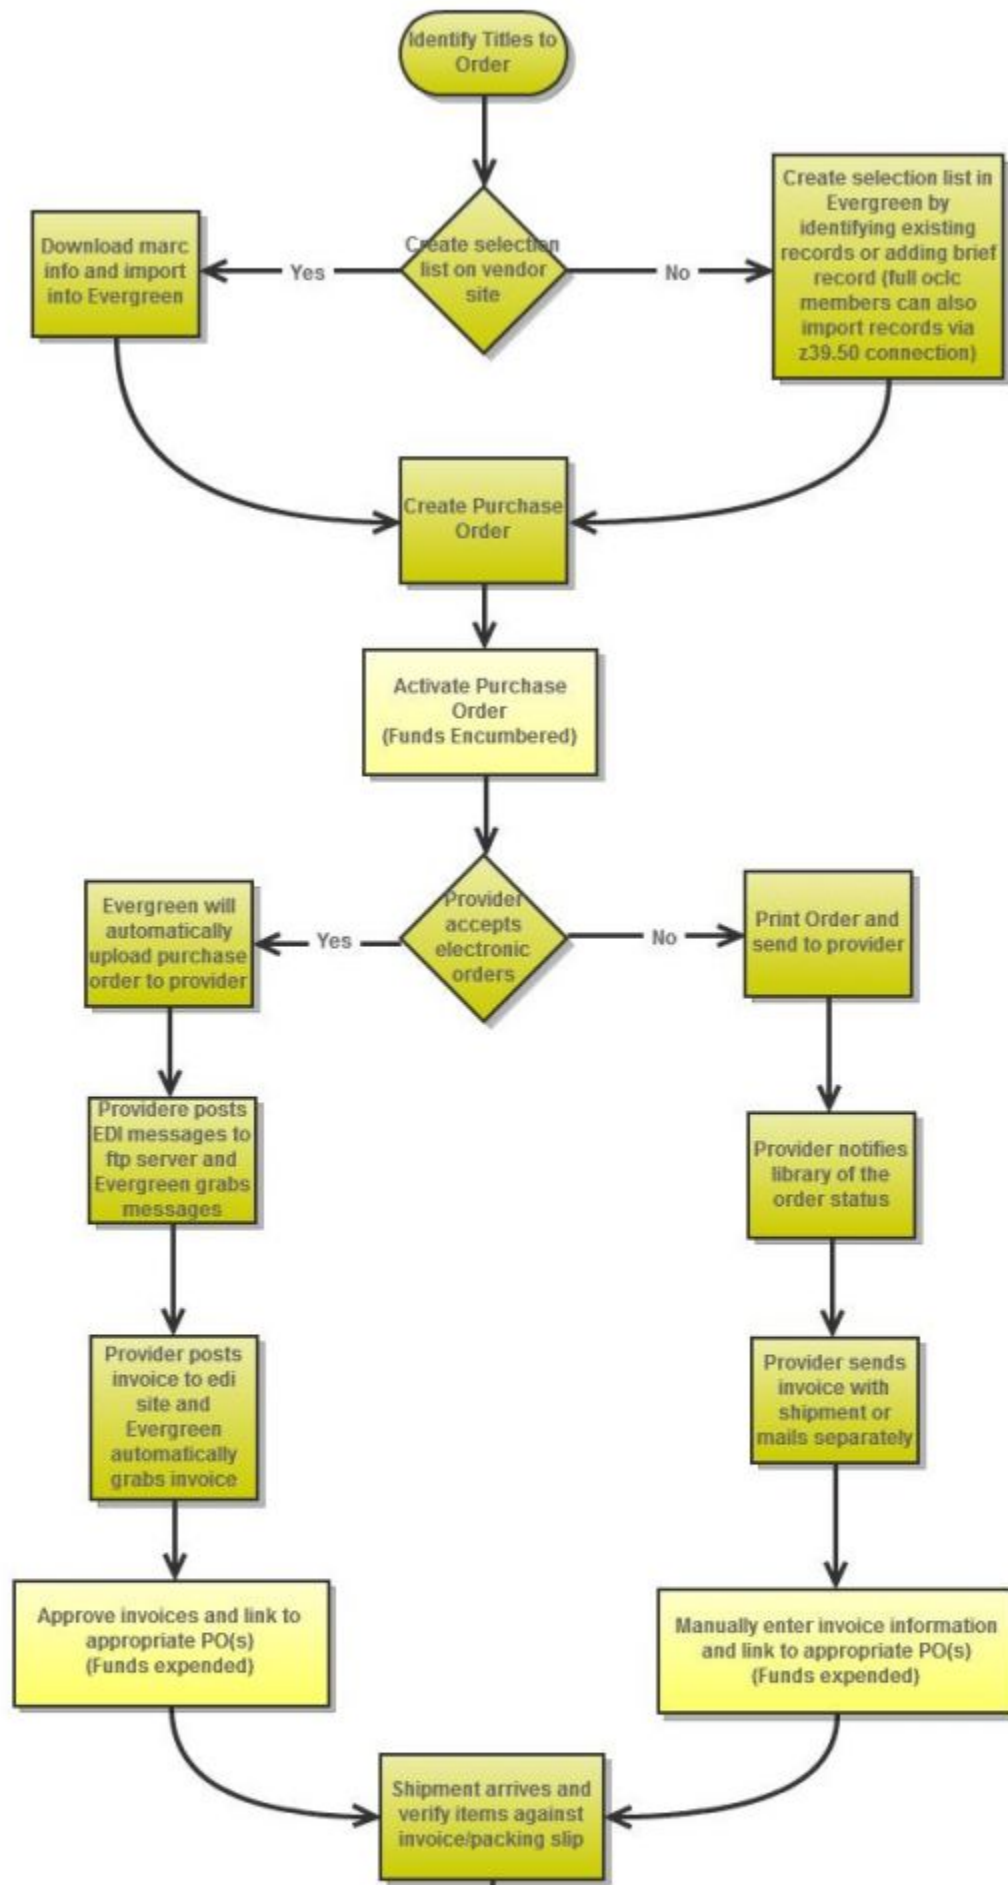 Identify Titles to
Order
Create selection
list on vendor
site
Yes
No
Download marc
info and import
into Evergreen
Create selection list in
Evergreen by
identifying existing
records or adding brief
record (full oclc
members can also
import records via
z39.50 connection)
Create Purchase
Order
Activate Purchase
Order
(Funds Encumbered)
Provider
accepts
electronic
orders
Yes
No
Evergreen will
automatically
upload purchase
order to provider
Print Order and
send to provider
Providere posts
EDI messages to
ftp server and
Evergreen grabs
messages
Provider notifies
library of the
order status
Provider posts
invoice to edi
site and
Evergreen
automatically
grabs invoice
Provider sends
invoice with
shipment or
mails separately
Approve invoices and link to
appropriate PO(s)
(Funds expended)
Manually enter invoice information
and link to appropriate PO(s)
(Funds expended)
Shipment arrives and
verify items against
invoice/packing slip